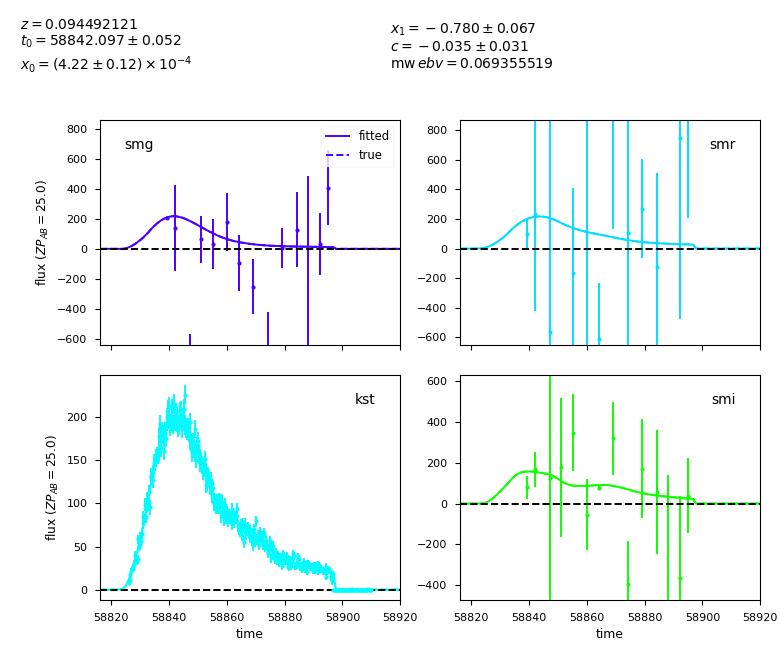 z = 0.094492121
t₀ = 58842.097 ± 0.052
x₀ = (4.22 ± 0.12) × 10⁻⁴
x₁ = −0.780 ± 0.067
c = −0.035 ± 0.031
mw ebv = 0.069355519
smg
fitted
true
800
600
400
200
0
−200
−400
−600
flux (ZP_AB = 25.0)
smr
800
600
400
200
0
−200
−400
−600
kst
200
150
100
50
0
flux (ZP_AB = 25.0)
58820 58840 58860 58880 58900 58920
time
smi
600
400
200
0
−200
−400
58820 58840 58860 58880 58900 58920
time